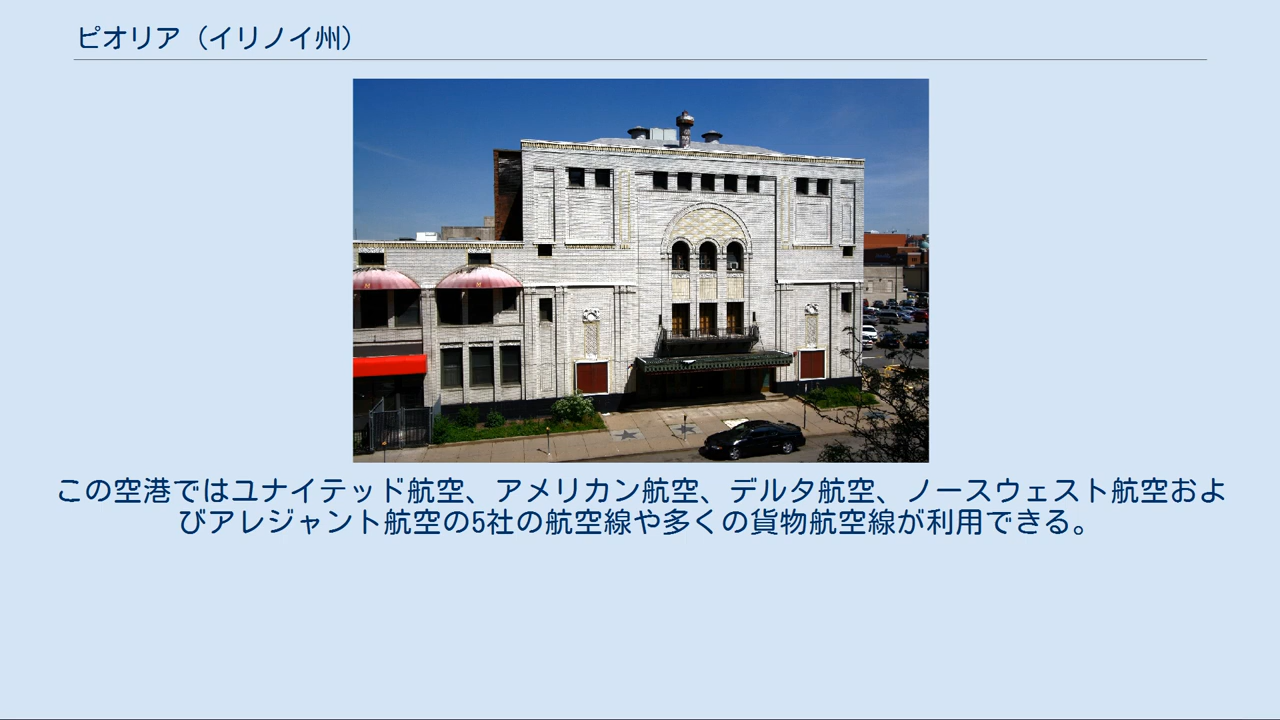 ピオリア（イリノイ州）
この空港ではユナイテッド航空、アメリカン航空、デルタ航空、ノースウェスト航空およ
びアレジャント航空の5社の航空線や多くの貨物航空線が利用できる。